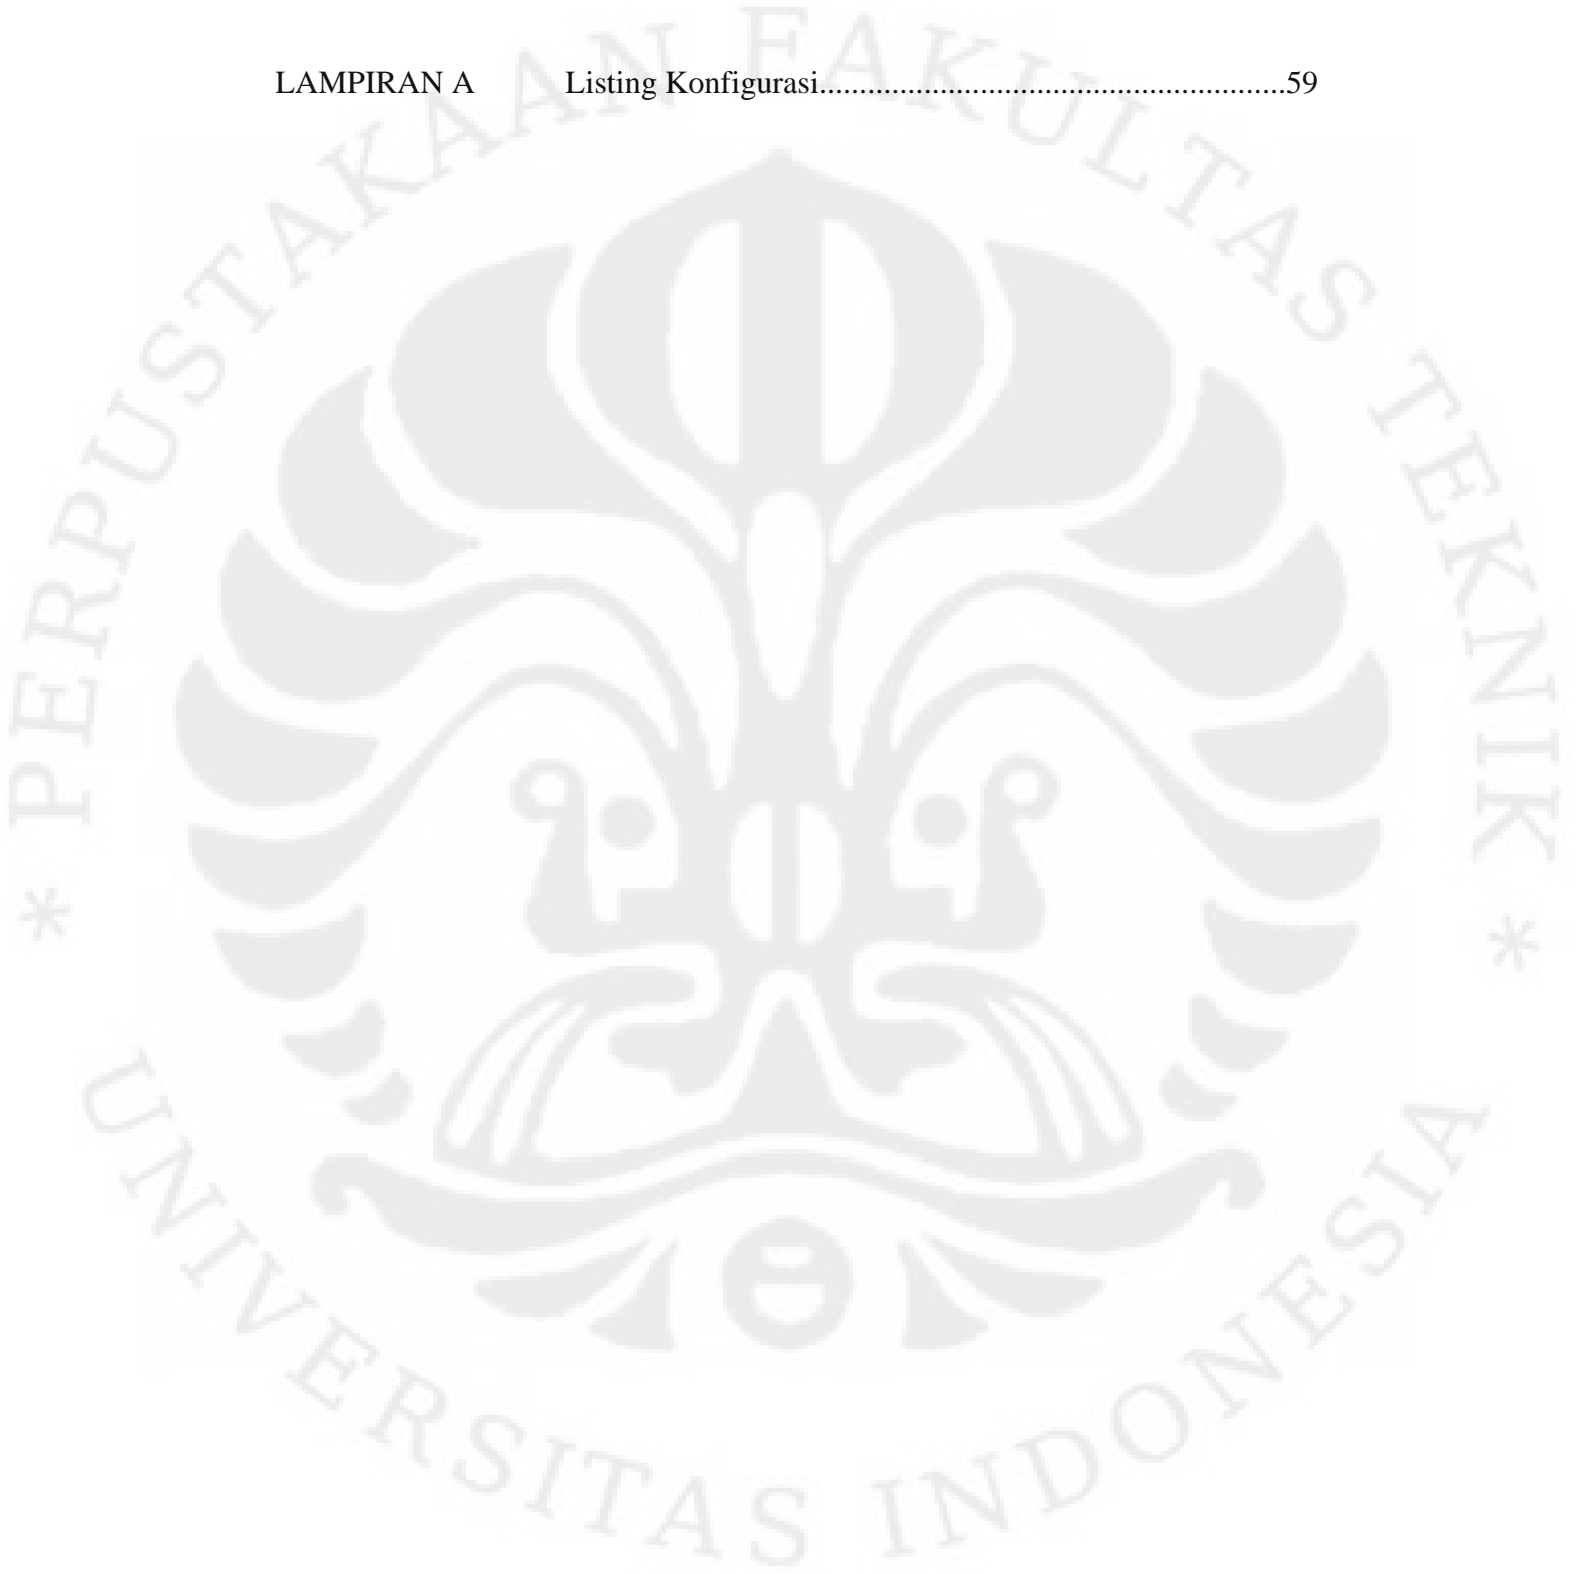 LAMPIRAN A Listing Konfigurasi..........................................................59
* PERPUSTAKAAN FAKULTAS TEKNIK *
UNIVERSITAS INDONESIA